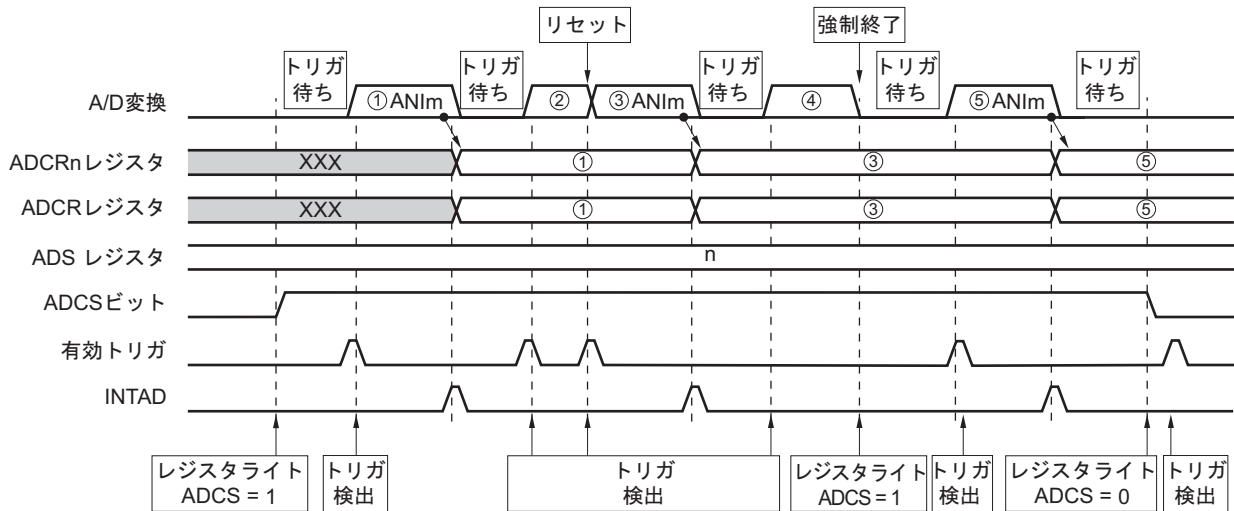 リセット
強制終了
トリガ
待ち
トリガ
待ち
トリガ
待ち
トリガ
待ち
トリガ
待ち
A/D変換
①ANIm
②
③ANIm
④
⑤ANIm
ADCRnレジスタ
XXX
①
③
⑤
ADCRレジスタ
XXX
①
③
⑤
ADS レジスタ
n
ADCSビット
有効トリガ
INTAD
レジスタライト
ADCS = 1
トリガ
検出
トリガ
検出
レジスタライト
ADCS = 1
トリガ
検出
レジスタライト
ADCS = 0
トリガ
検出